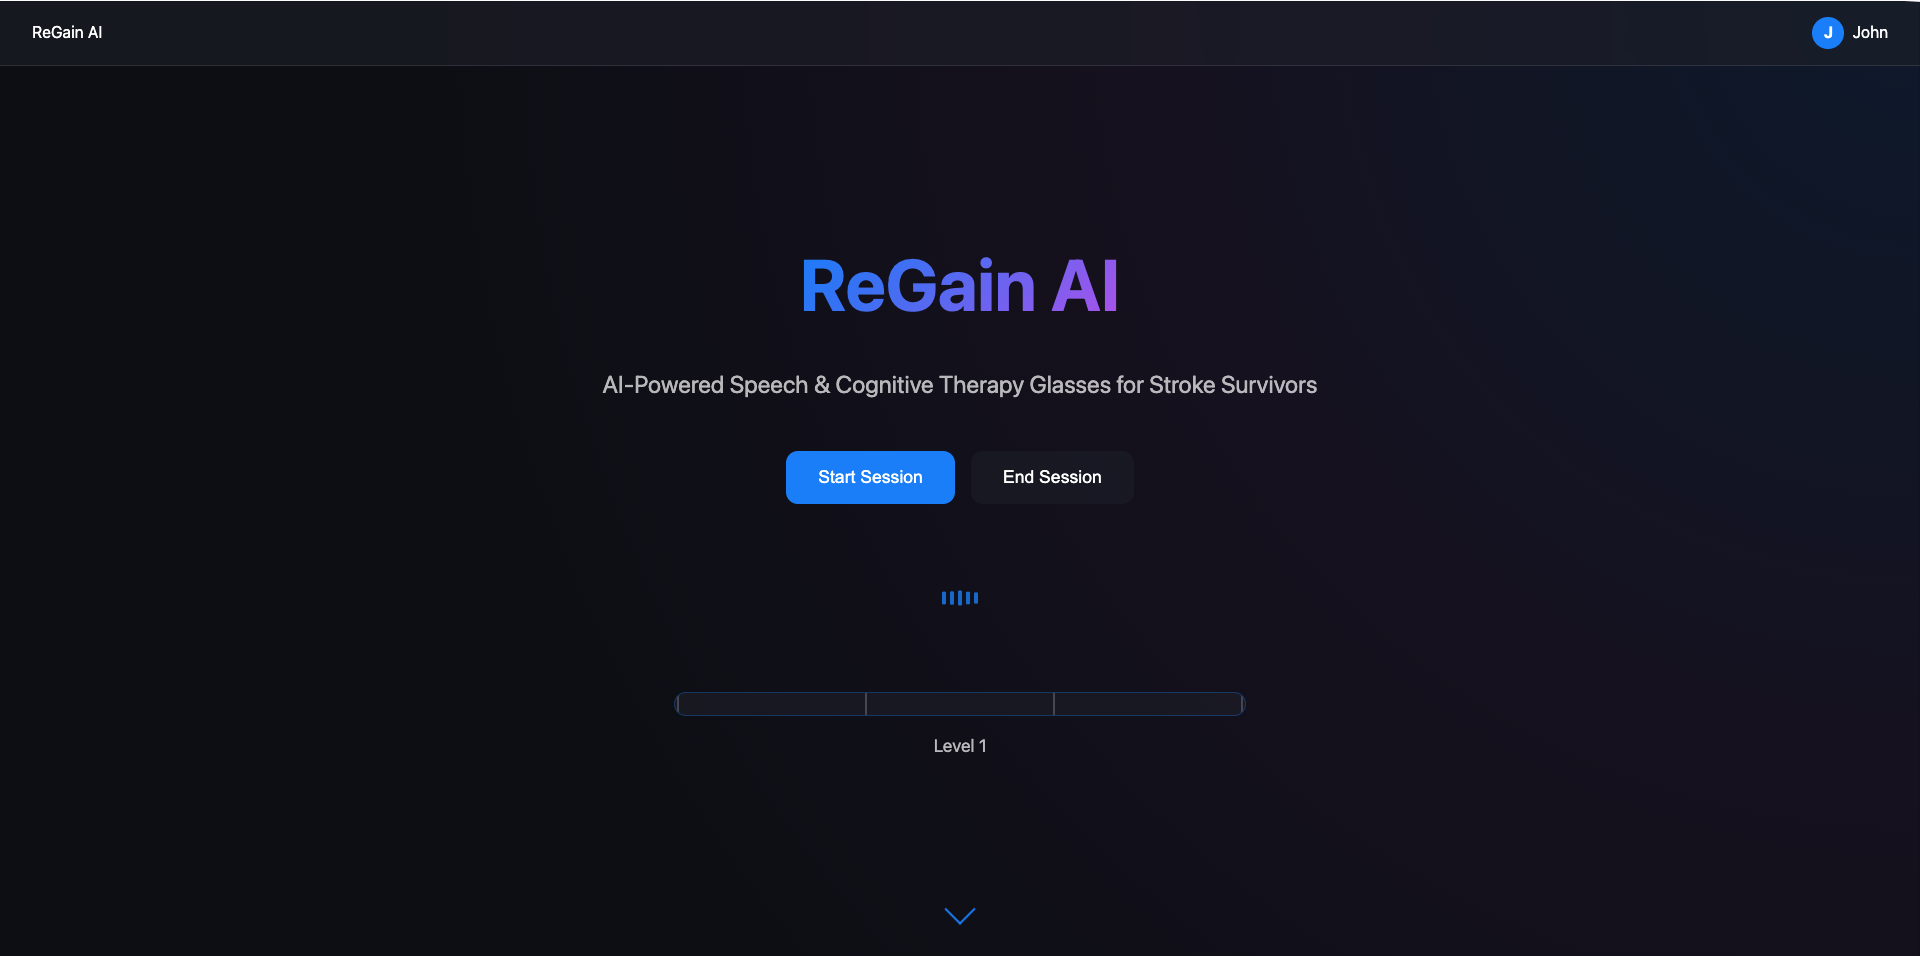 ReGain AI
J John
ReGain AI
AI-Powered Speech & Cognitive Therapy Glasses for Stroke Survivors
Start Session End Session
Level 1